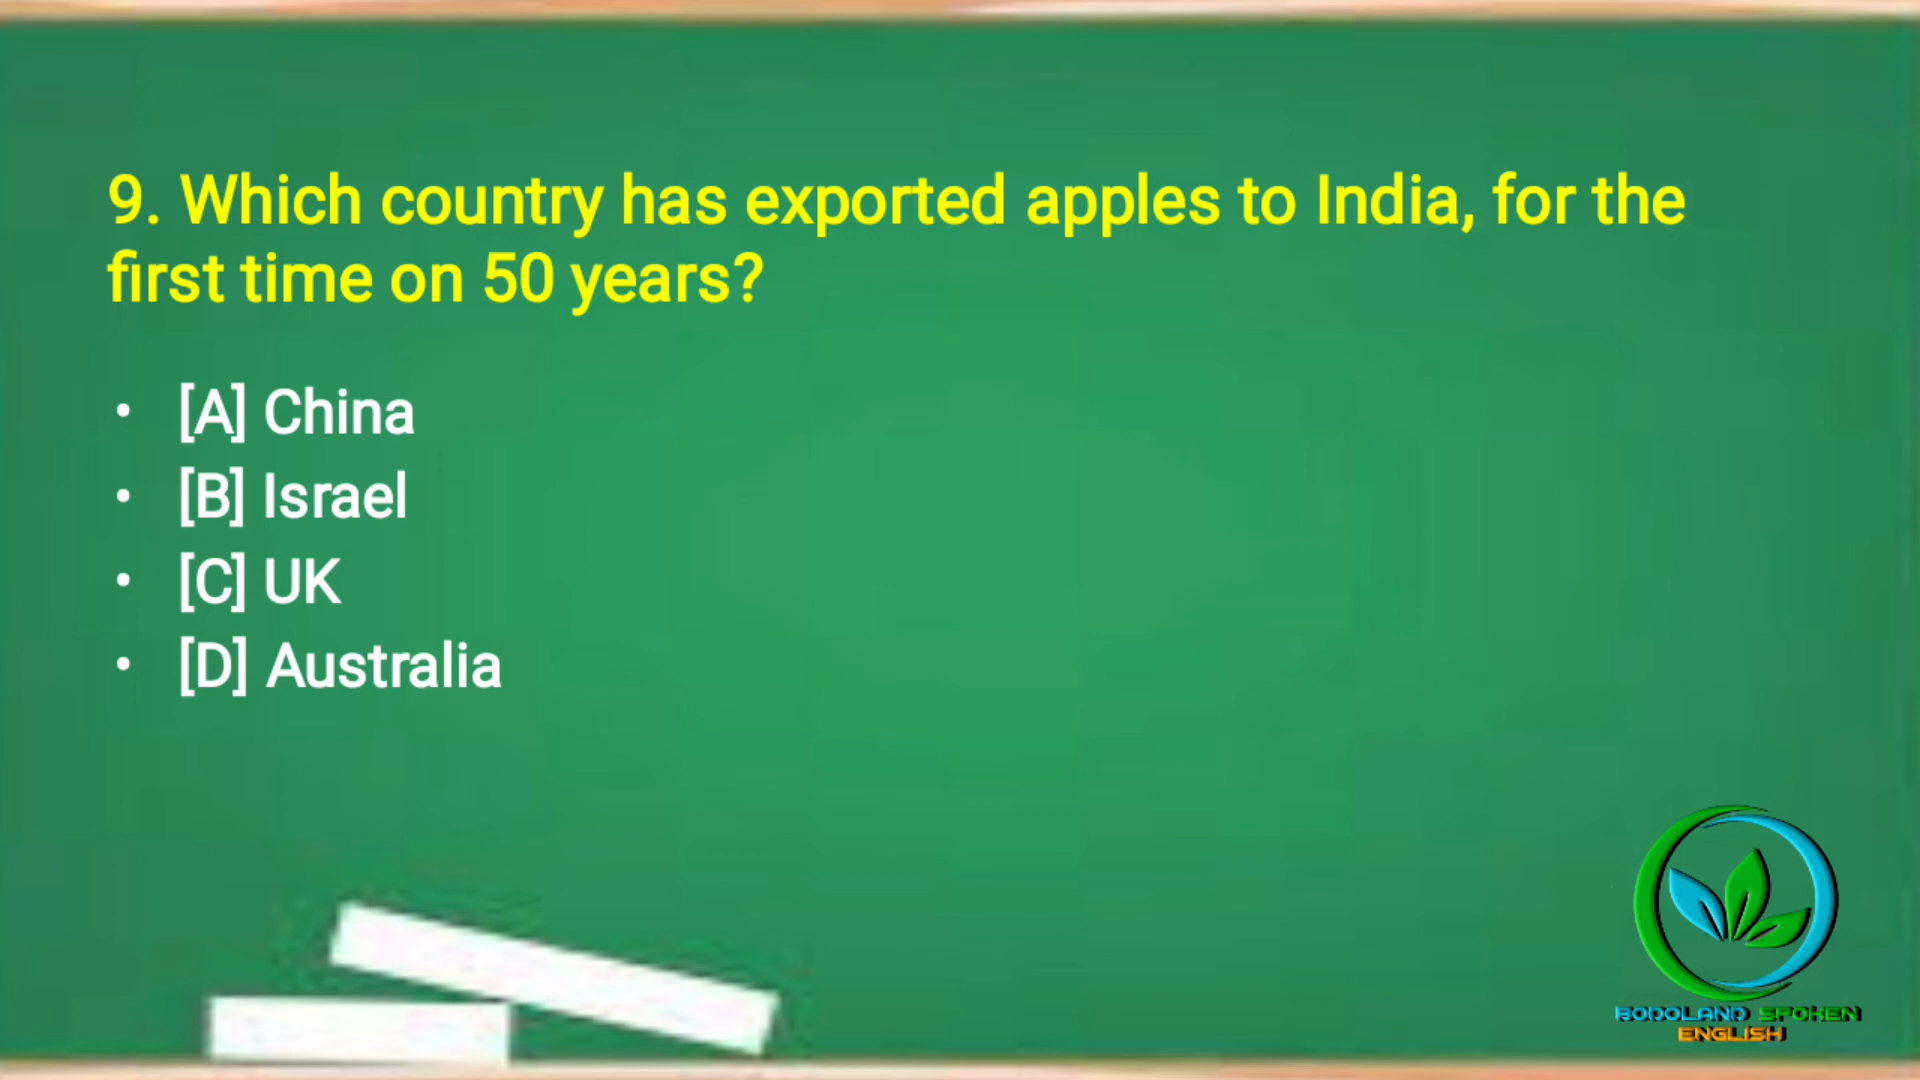 9. Which country has exported apples to India, for the
first time on 50 years?
• [A] China
• [B] Israel
• [C] UK
• [D] Australia
BODOLAND SPOKEN
ENGLISH